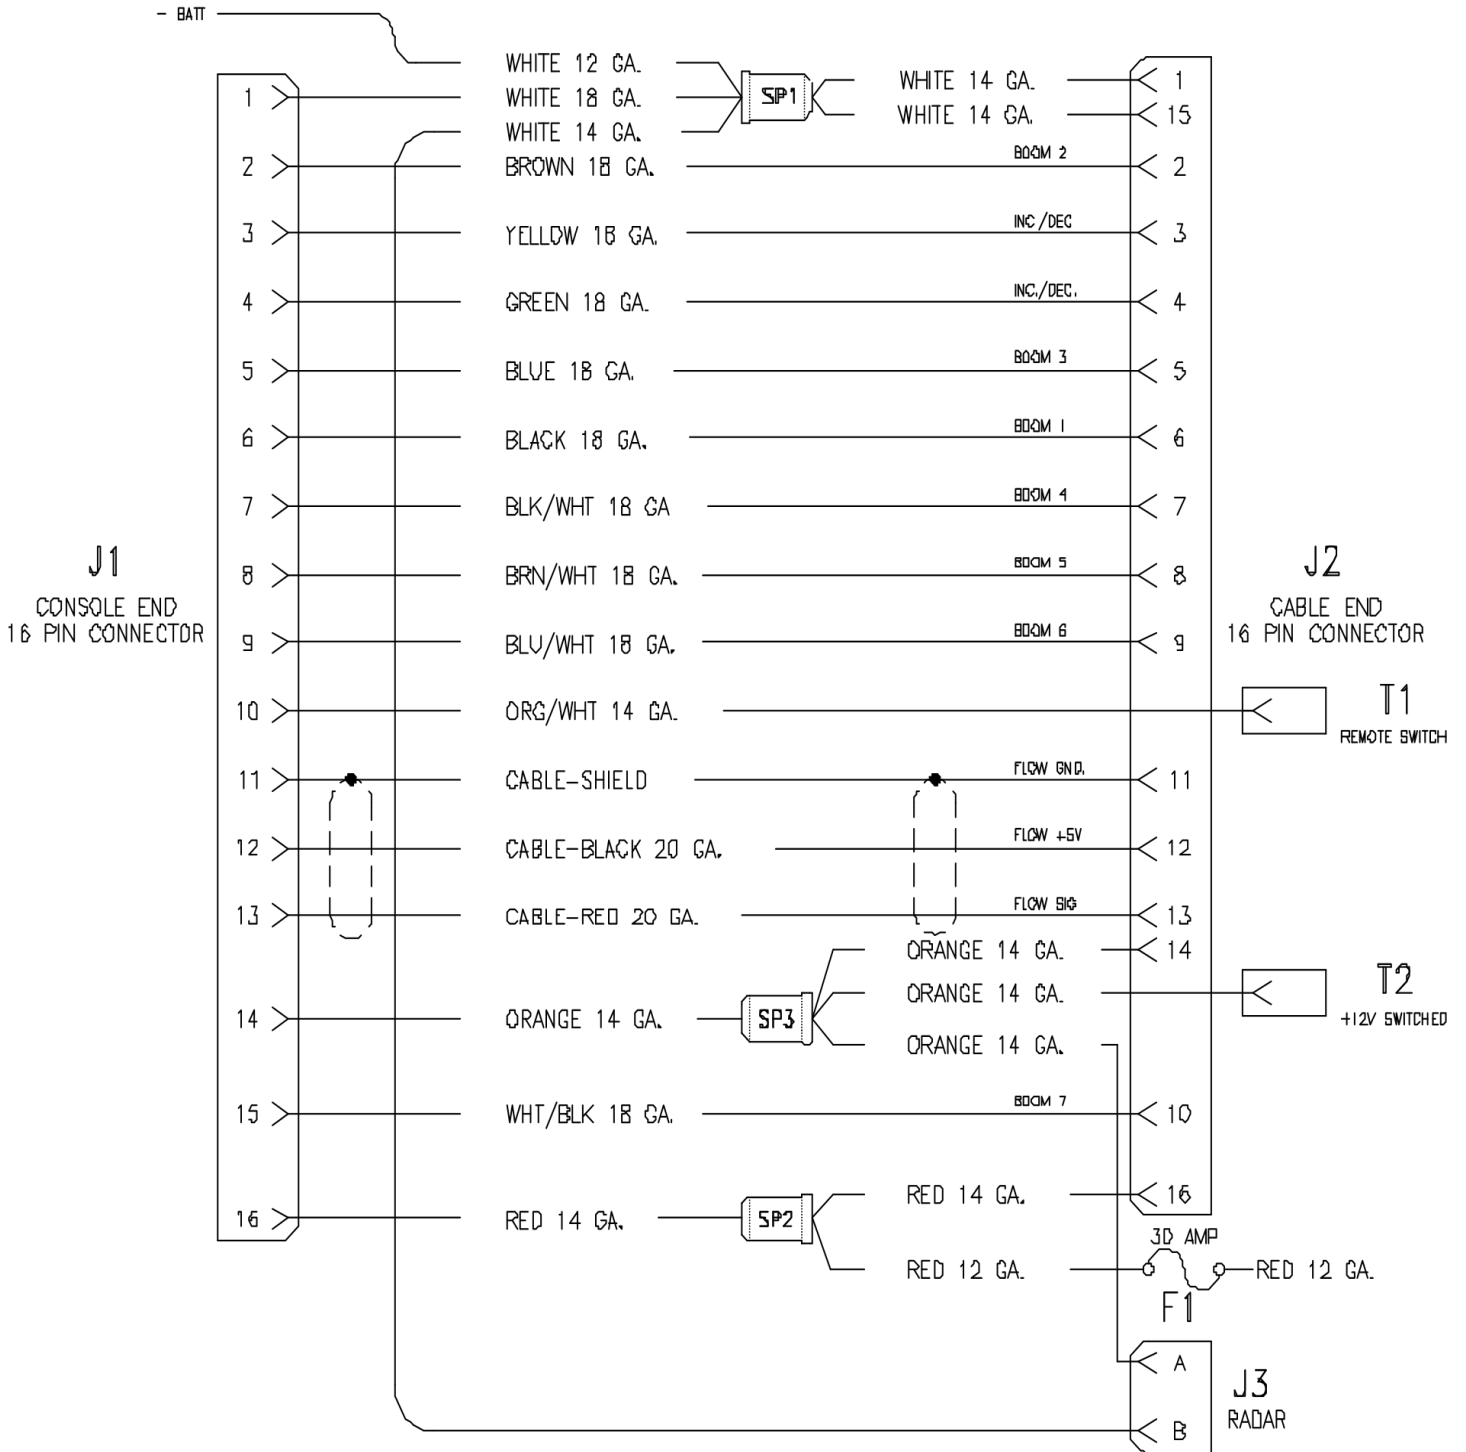 - BATT
WHITE 12 GA.
1 WHITE 18 GA. SP1 WHITE 14 GA. 1
WHITE 14 GA. WHITE 14 GA. 15
2 BROWN 18 GA. BOOM 2 2
3 YELLOW 18 GA. INC/DEC 3
4 GREEN 18 GA. INC./DEC. 4
5 BLUE 18 GA. BOOM 3 5
6 BLACK 18 GA. BOOM 1 6
7 BLK/WHT 18 GA BOOM 4 7
J1
CONSOLE END
16 PIN CONNECTOR
8 BRN/WHT 18 GA. BOOM 5 8
9 BLU/WHT 18 GA. BOOM 6 9
J2
CABLE END
16 PIN CONNECTOR
10 ORG/WHT 14 GA.
T1
REMOTE SWITCH
11 CABLE-SHIELD FLOW GND. 11
12 CABLE-BLACK 20 GA. FLOW +5V 12
13 CABLE-RED 20 GA. FLOW SIG 13
ORANGE 14 GA. 14
ORANGE 14 GA.
T2
+12V SWITCHED
14 ORANGE 14 GA. SP3
ORANGE 14 GA.
15 WHT/BLK 18 GA. BOOM 7 10
RED 14 GA. 16
16 RED 14 GA. SP2
30 AMP
RED 12 GA. RED 12 GA.
F1
A
J3
RADAR
B